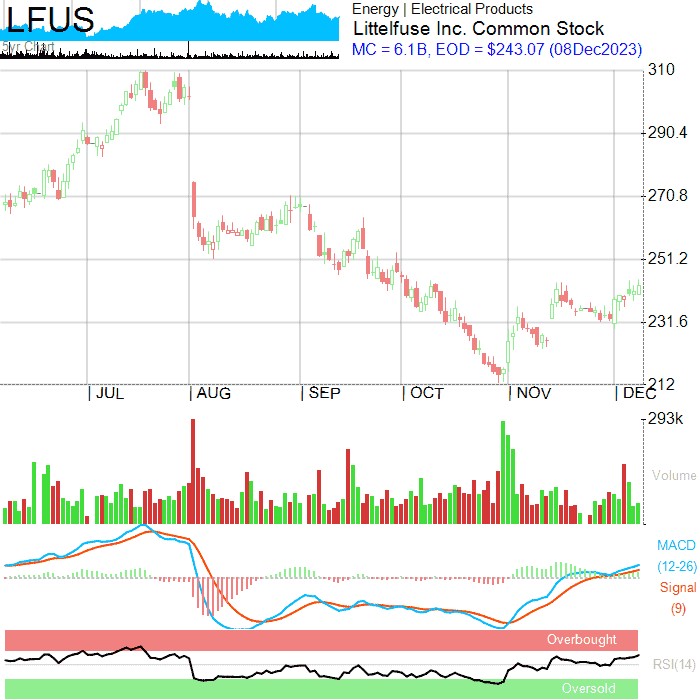 LFUS
5yr Chart
Energy | Electrical Products
Littelfuse Inc. Common Stock
MC = 6.1B, EOD = $243.07 (08Dec2023)
310
290.4
270.8
251.2
231.6
212
|JUL |AUG |SEP |OCT |NOV |DEC
293k
Volume
MACD
(12-26)
Signal
(9)
Overbought
RSI(14)
Oversold